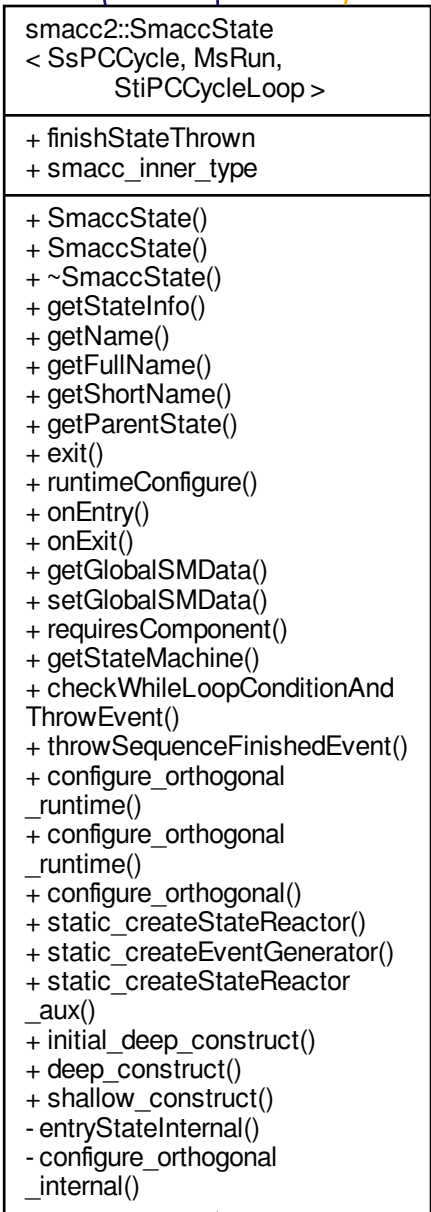 smacc2::SmaccState
< SsPCCycle, MsRun,
StiPCCycleLoop >
+ finishStateThrown
+ smacc_inner_type
+ SmaccState()
+ SmaccState()
+ ~SmaccState()
+ getStateInfo()
+ getName()
+ getFullName()
+ getShortName()
+ getParentState()
+ exit()
+ runtimeConfigure()
+ onEntry()
+ onExit()
+ getGlobalSMData()
+ setGlobalSMData()
+ requiresComponent()
+ getStateMachine()
+ checkWhileLoopConditionAnd
ThrowEvent()
+ throwSequenceFinishedEvent()
+ configure_orthogonal
_runtime()
+ configure_orthogonal
_runtime()
+ configure_orthogonal()
+ static_createStateReactor()
+ static_createEventGenerator()
+ static_createStateReactor
_aux()
+ initial_deep_construct()
+ deep_construct()
+ shallow_construct()
- entryStateInternal()
- configure_orthogonal
_internal()